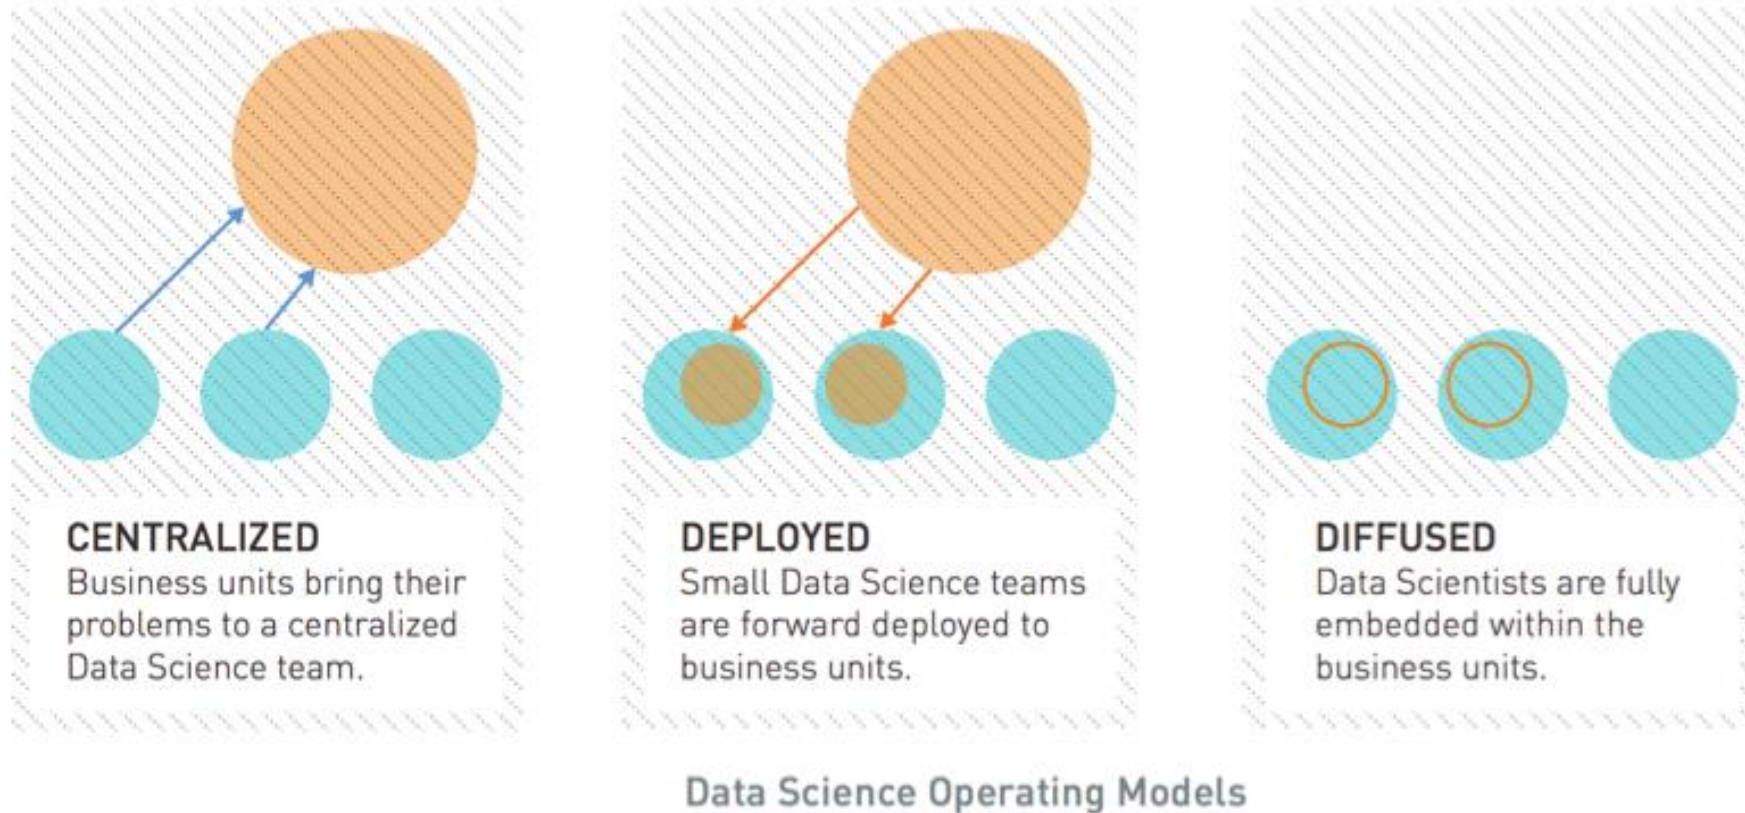 CENTRALIZED
Business units bring their
problems to a centralized
Data Science team.
DEPLOYED
Small Data Science teams
are forward deployed to
business units.
DIFFUSED
Data Scientists are fully
embedded within the
business units.
Data Science Operating Models